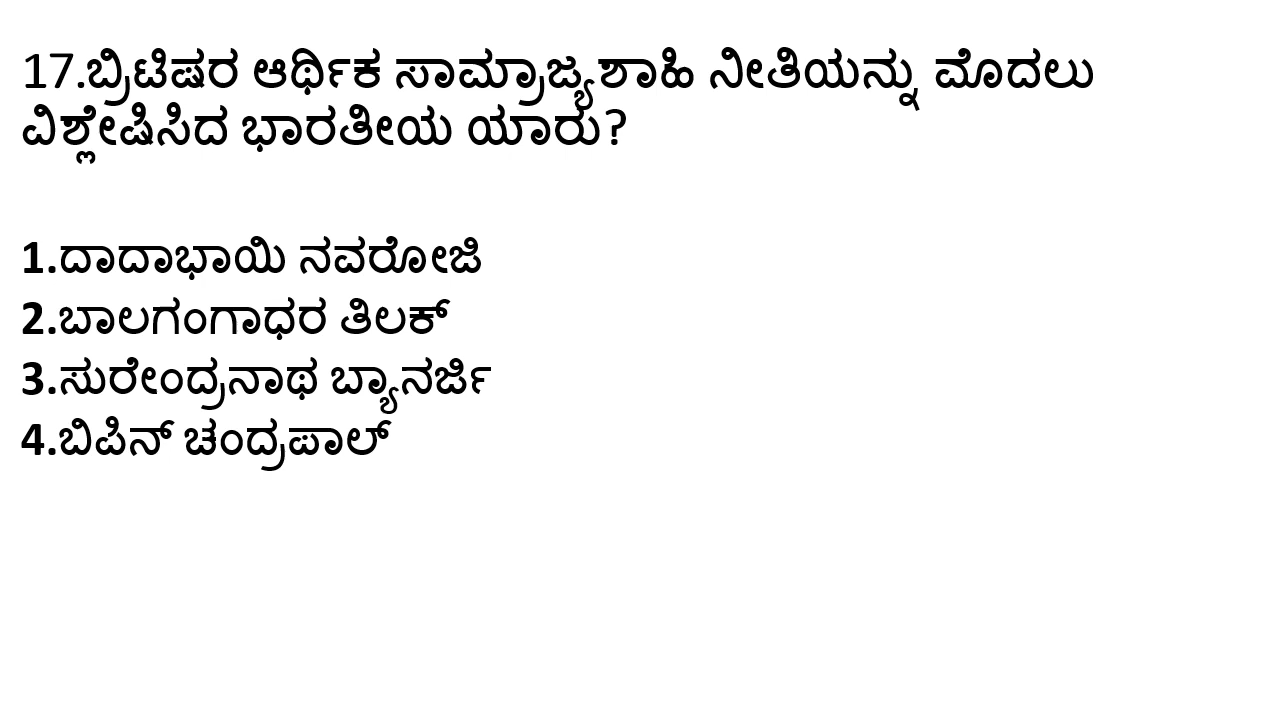 17.ಬ್ರಿಟಿಷರ ಆರ್ಥಿಕ ಸಾಮ್ರಾಜ್ಯಶಾಹಿ ನೀತಿಯನ್ನು ಮೊದಲು
ವಿಶ್ಲೇಷಿಸಿದ ಭಾರತೀಯ ಯಾರು?
1.ದಾದಾಭಾಯಿ ನವರೋಜಿ
2.ಬಾಲಗಂಗಾಧರ ತಿಲಕ್
3.ಸುರೇಂದ್ರನಾಥ ಬ್ಯಾನರ್ಜಿ
4.ಬಿಪಿನ್ ಚಂದ್ರಪಾಲ್